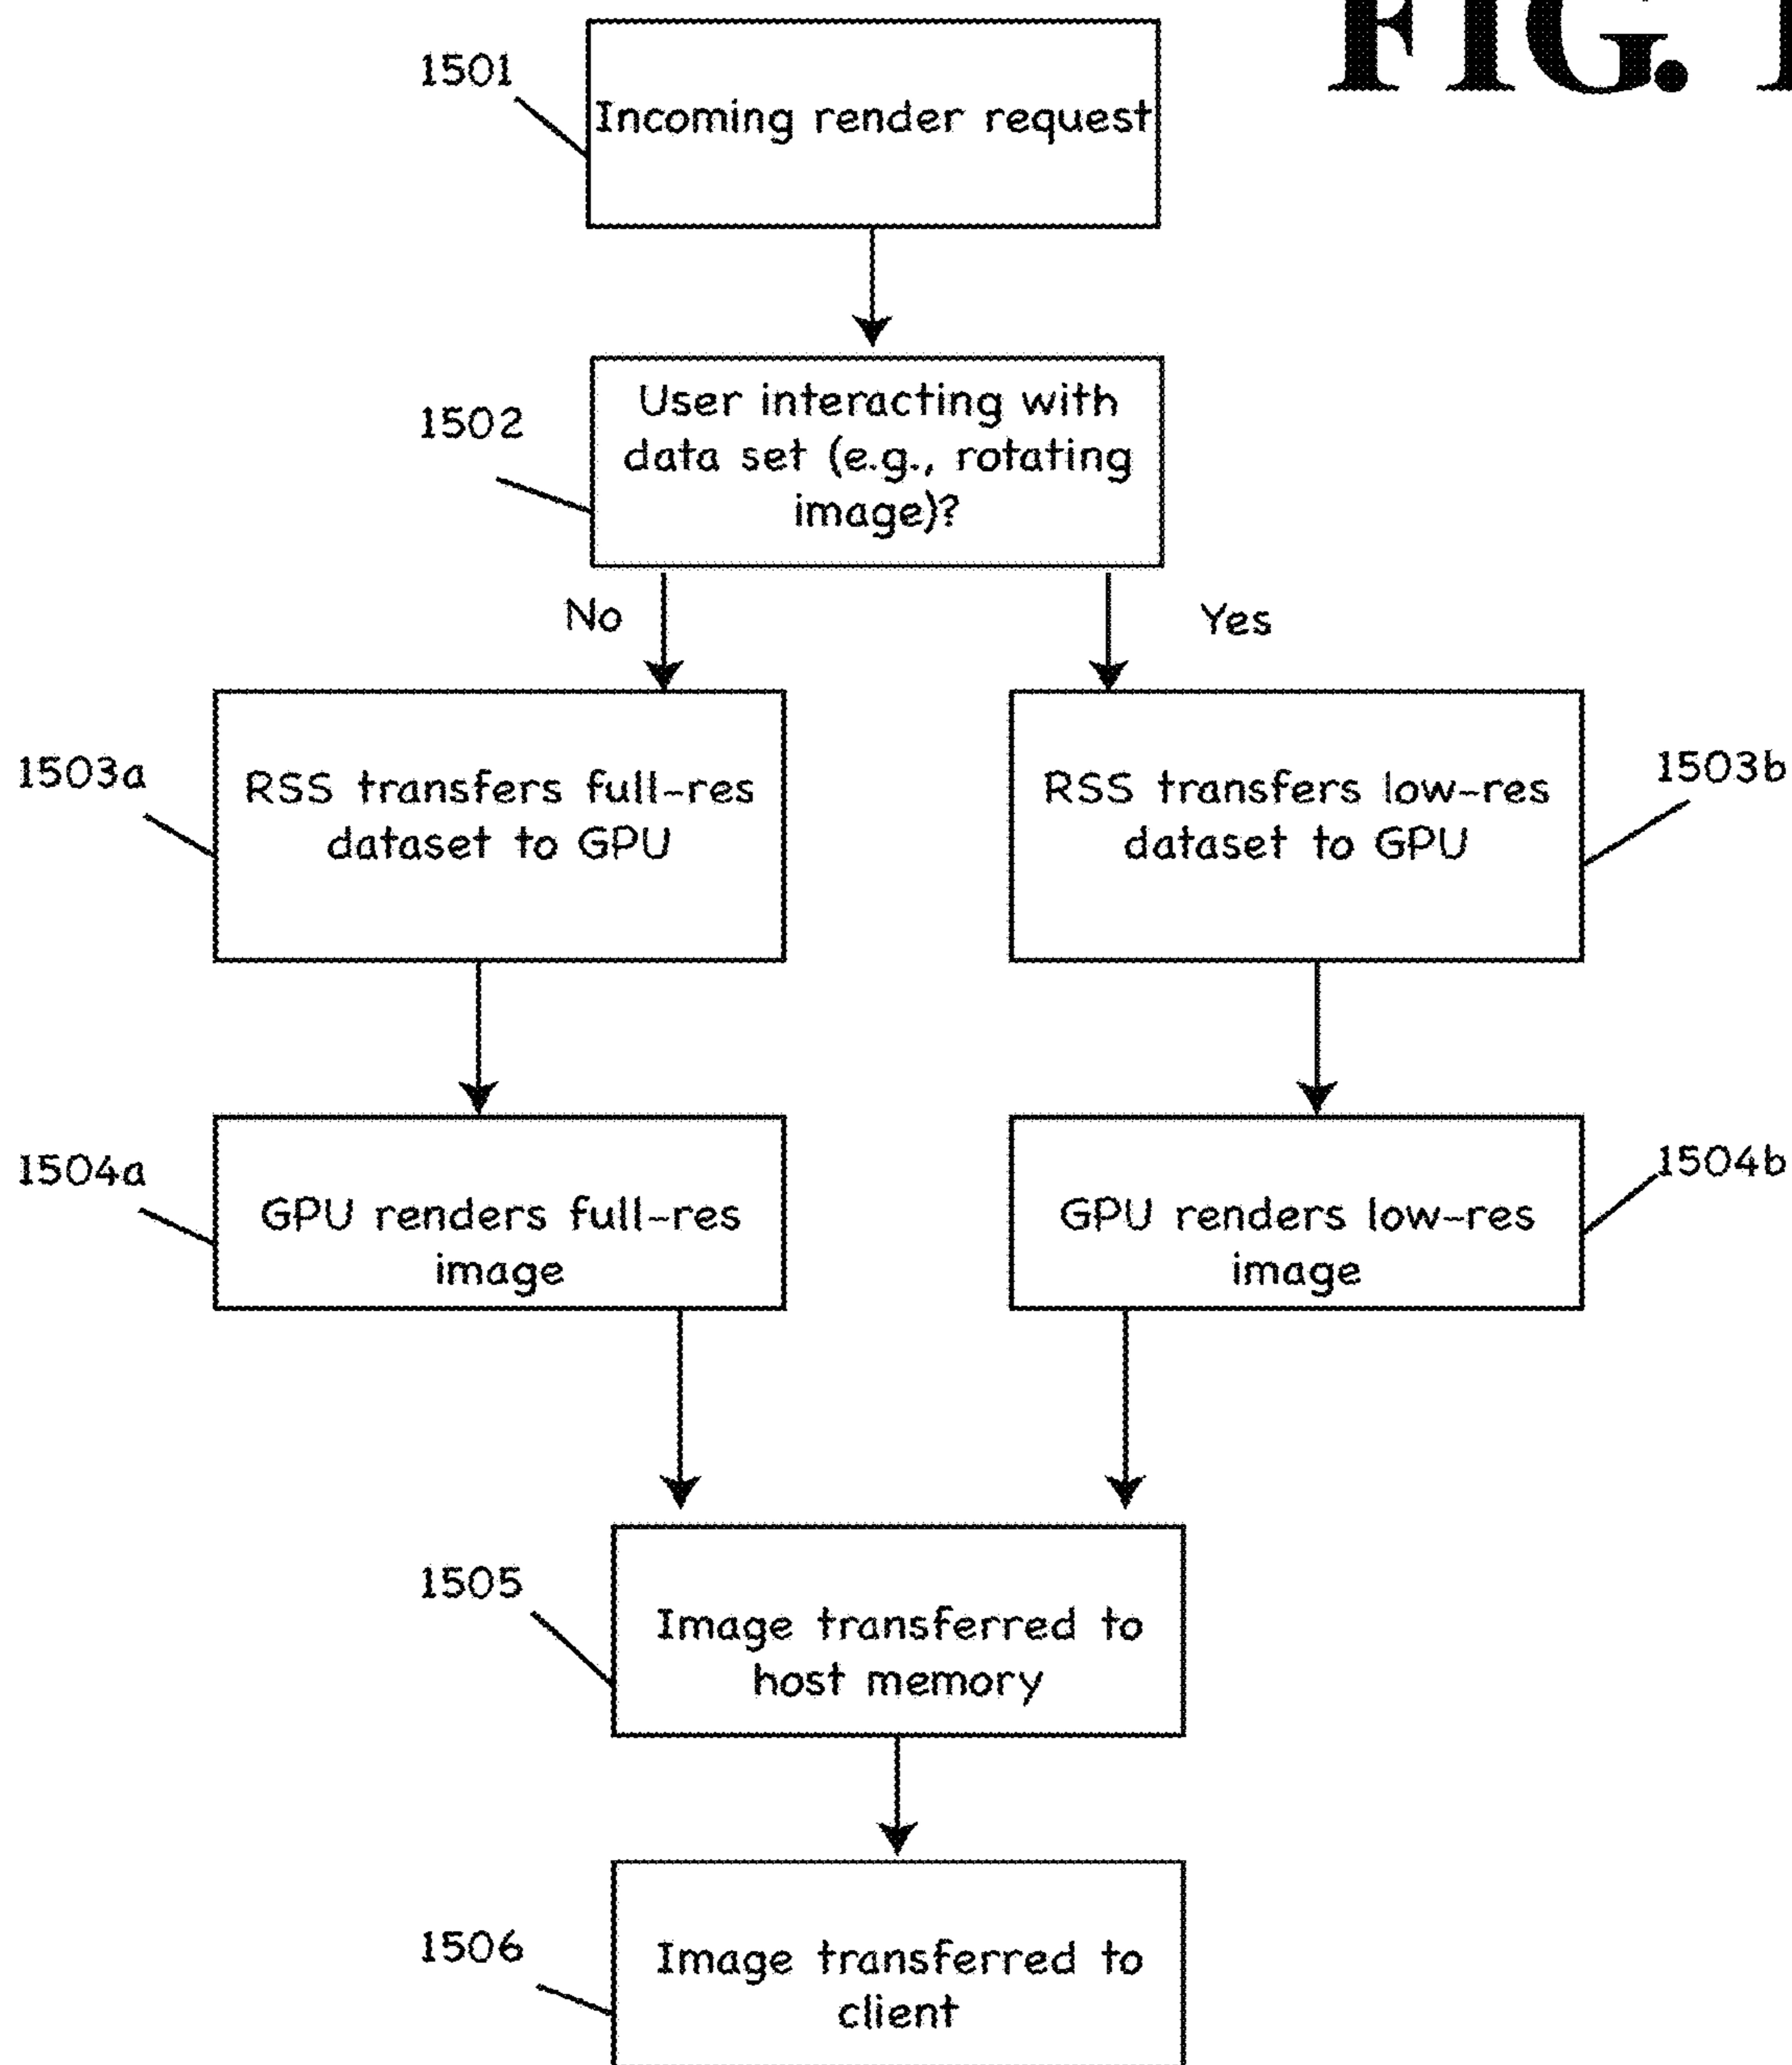 FIG.
1501
Incoming render request
1502
User interacting with
data set (e.g., rotating
image)?
No
Yes
1503a
RSS transfers full-res
dataset to GPU
RSS transfers low-res
dataset to GPU
1503b
1504a
GPU renders full-res
image
GPU renders low-res
image
1504b
1505
Image transferred to
host memory
1506
Image transferred to
client